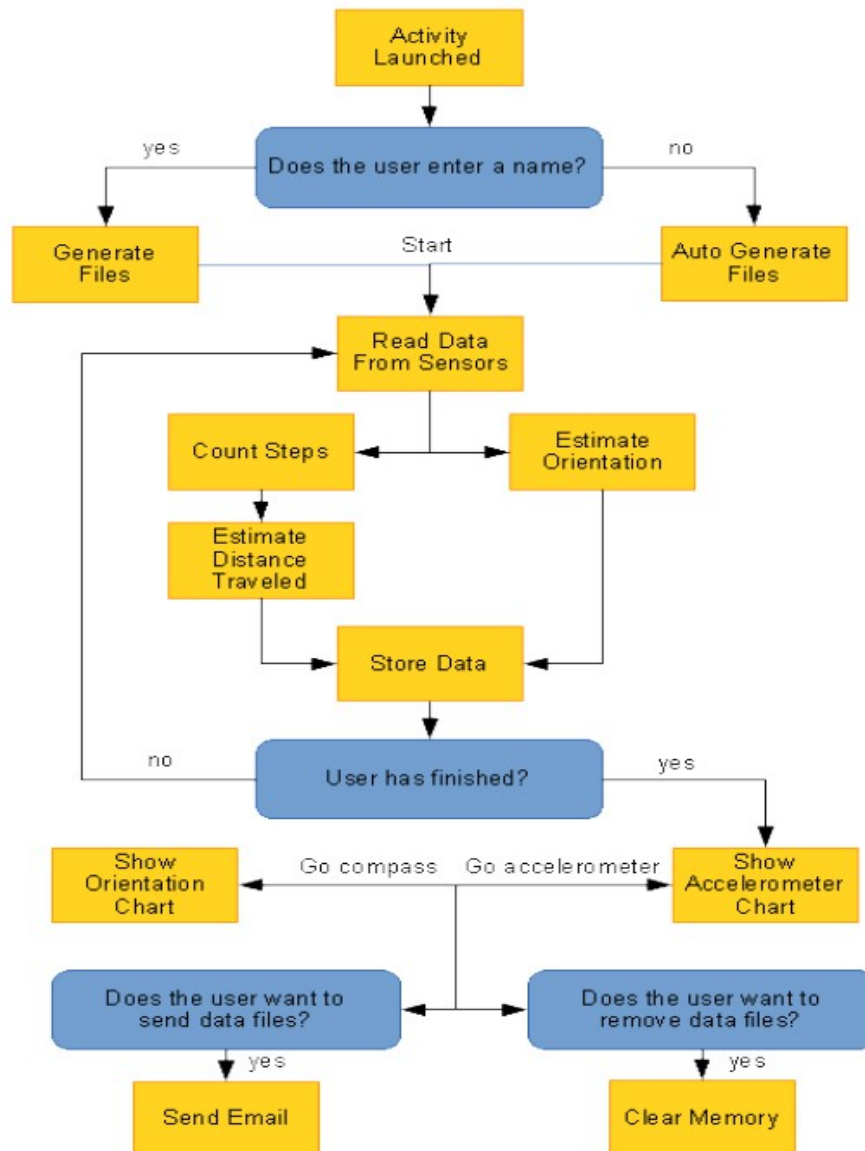 Activity
Launched
yes
no
Does the user enter a name?
Generate
Files
Start
Auto Generate
Files
Read Data
From Sensors
Count Steps
Estimate
Orientation
Estimate
Distance
Traveled
Store Data
no
User has finished?
yes
Show
Orientation
Chart
Go compass
Go accelerometer
Show
Accelerometer
Chart
Does the user want to
send data files?
Does the user want to
remove data files?
yes
yes
Send Email
Clear Memory